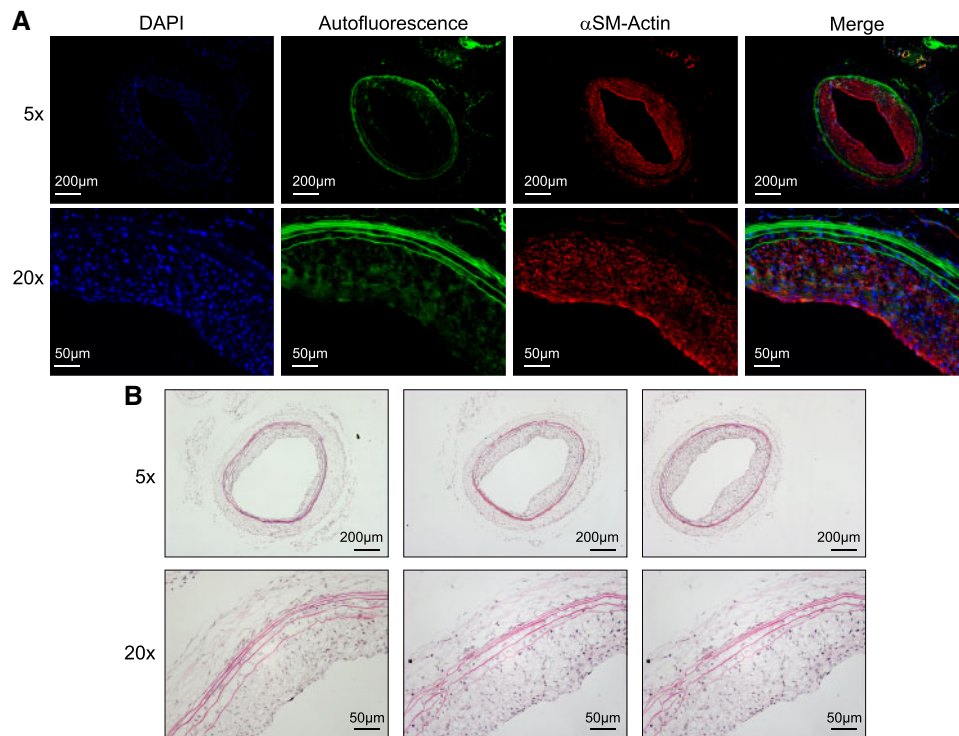 A
DAPI Autofluorescence αSM-Actin Merge
5x
200µm 200µm 200µm 200µm
20x
50µm 50µm 50µm 50µm
B
5x
200µm 200µm 200µm
20x
50µm 50µm 50µm